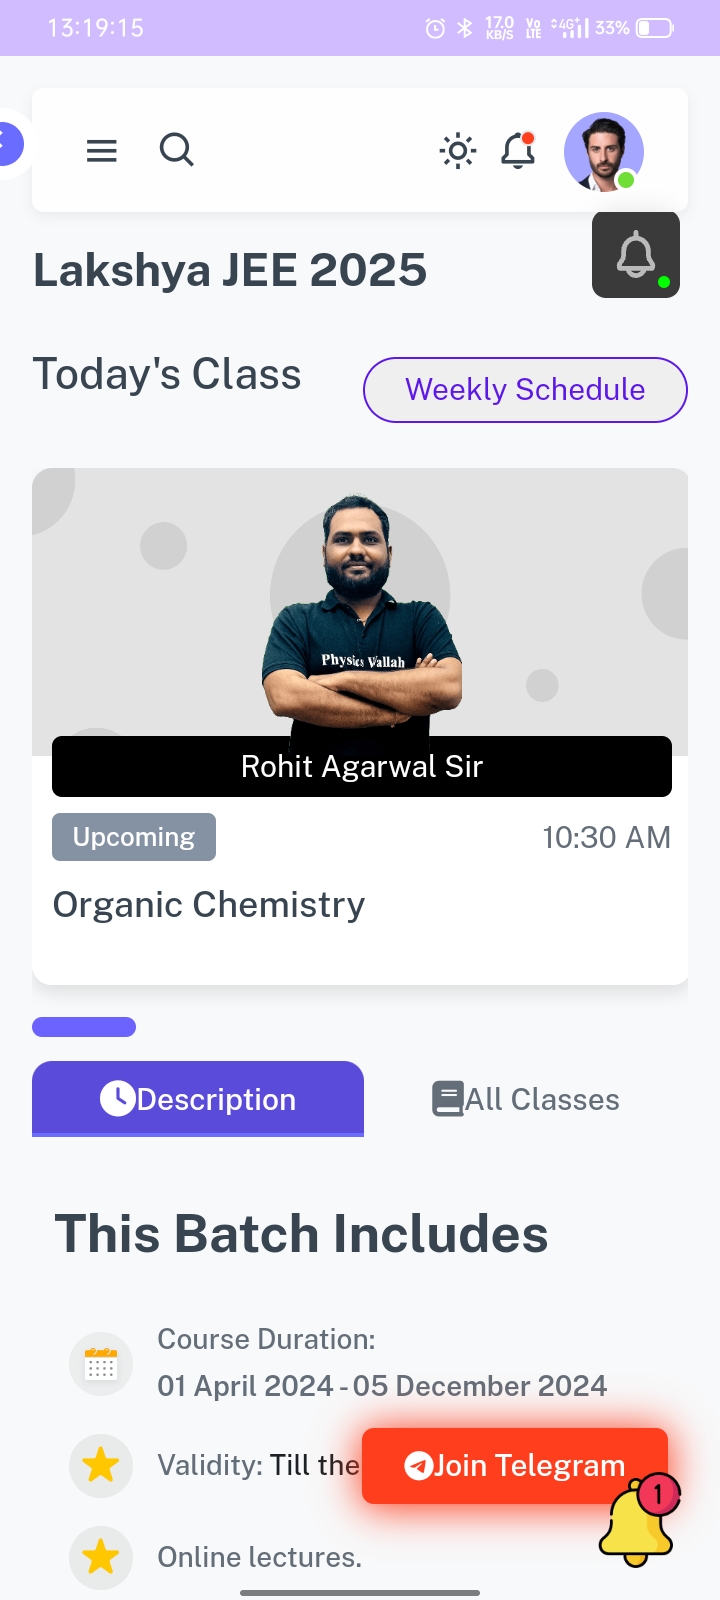 13:19:15 17.0 KB/S Vo LTE 4G+ 33%
Lakshya JEE 2025
Today's Class
Weekly Schedule
Physics Wallah
Rohit Agarwal Sir
Upcoming 10:30 AM
Organic Chemistry
Description All Classes
This Batch Includes
Course Duration:
01 April 2024 - 05 December 2024
Validity: Till the
Join Telegram
1
Online lectures.